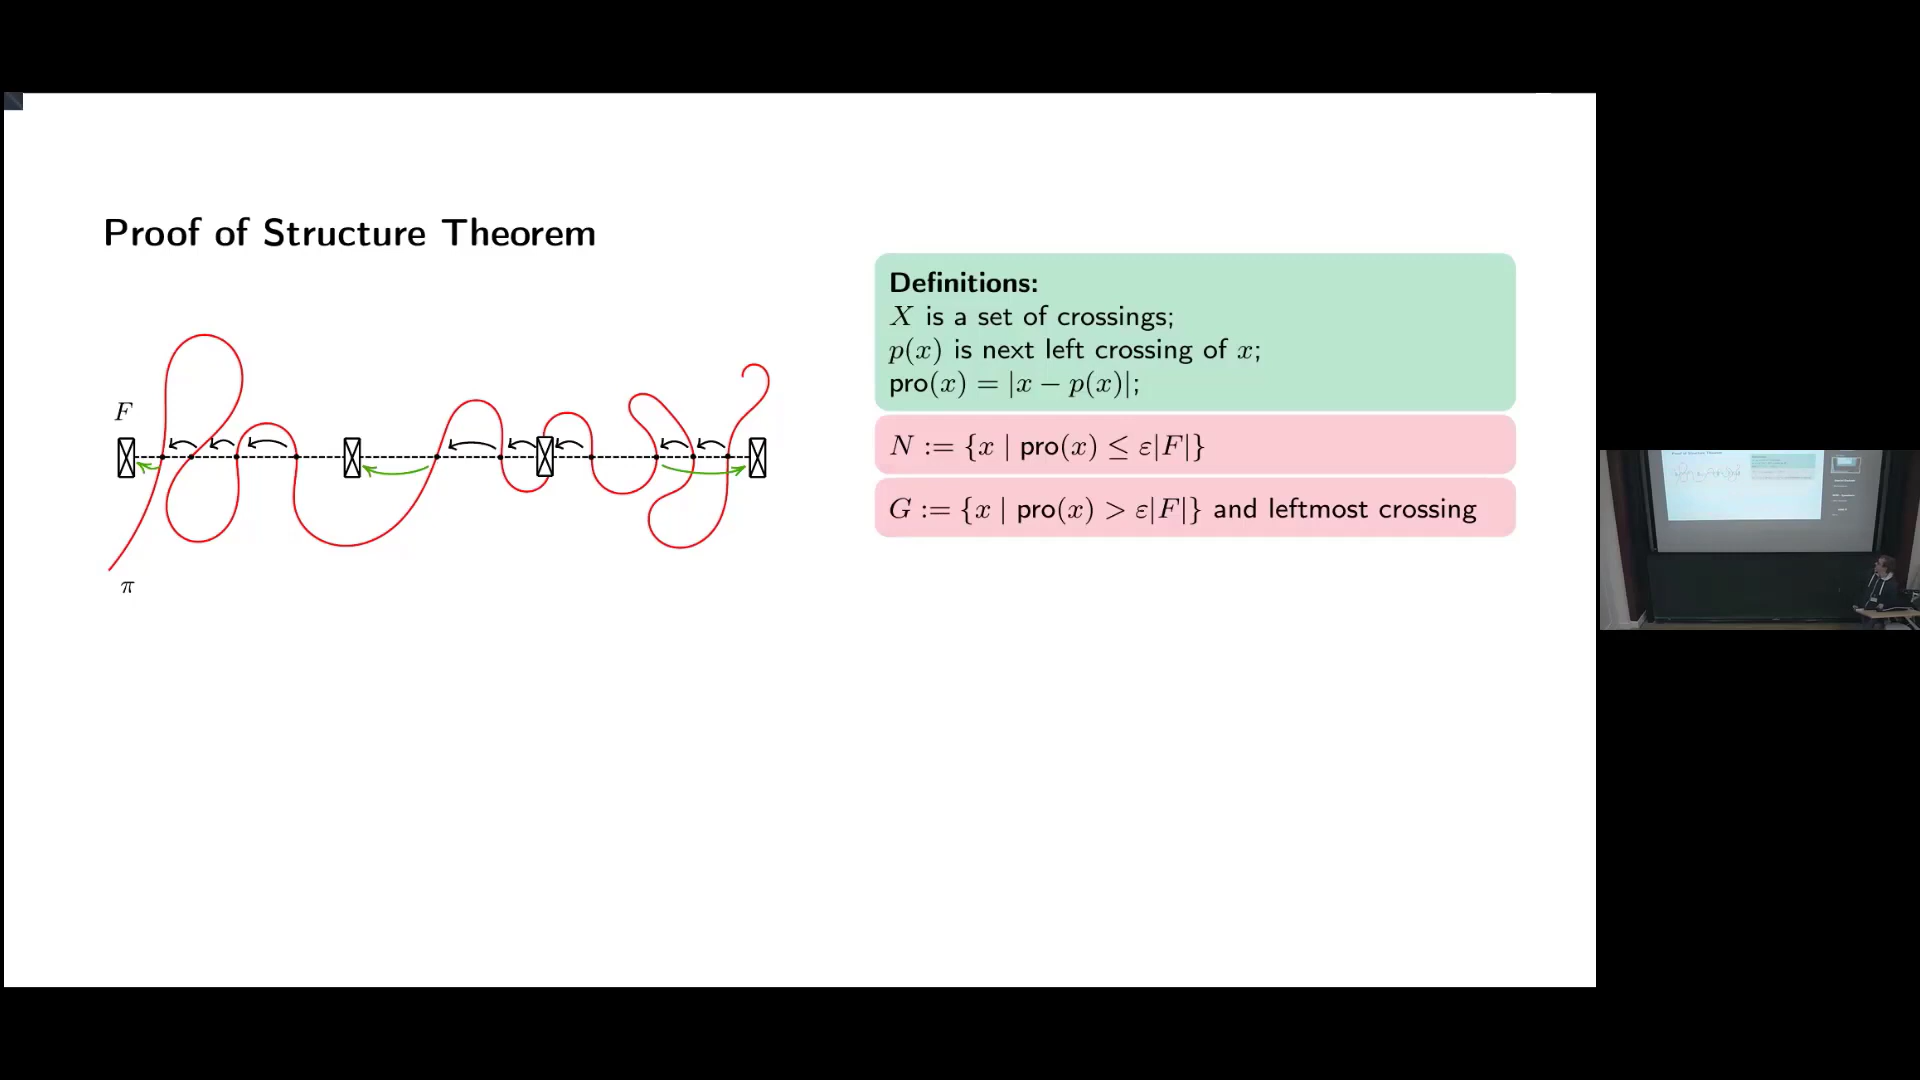 Proof of Structure Theorem
F
π
Definitions:
X is a set of crossings;
p(x) is next left crossing of x;
pro(x) = |x − p(x)|;
N := {x | pro(x) ≤ ε|F|}
G := {x | pro(x) > ε|F|} and leftmost crossing